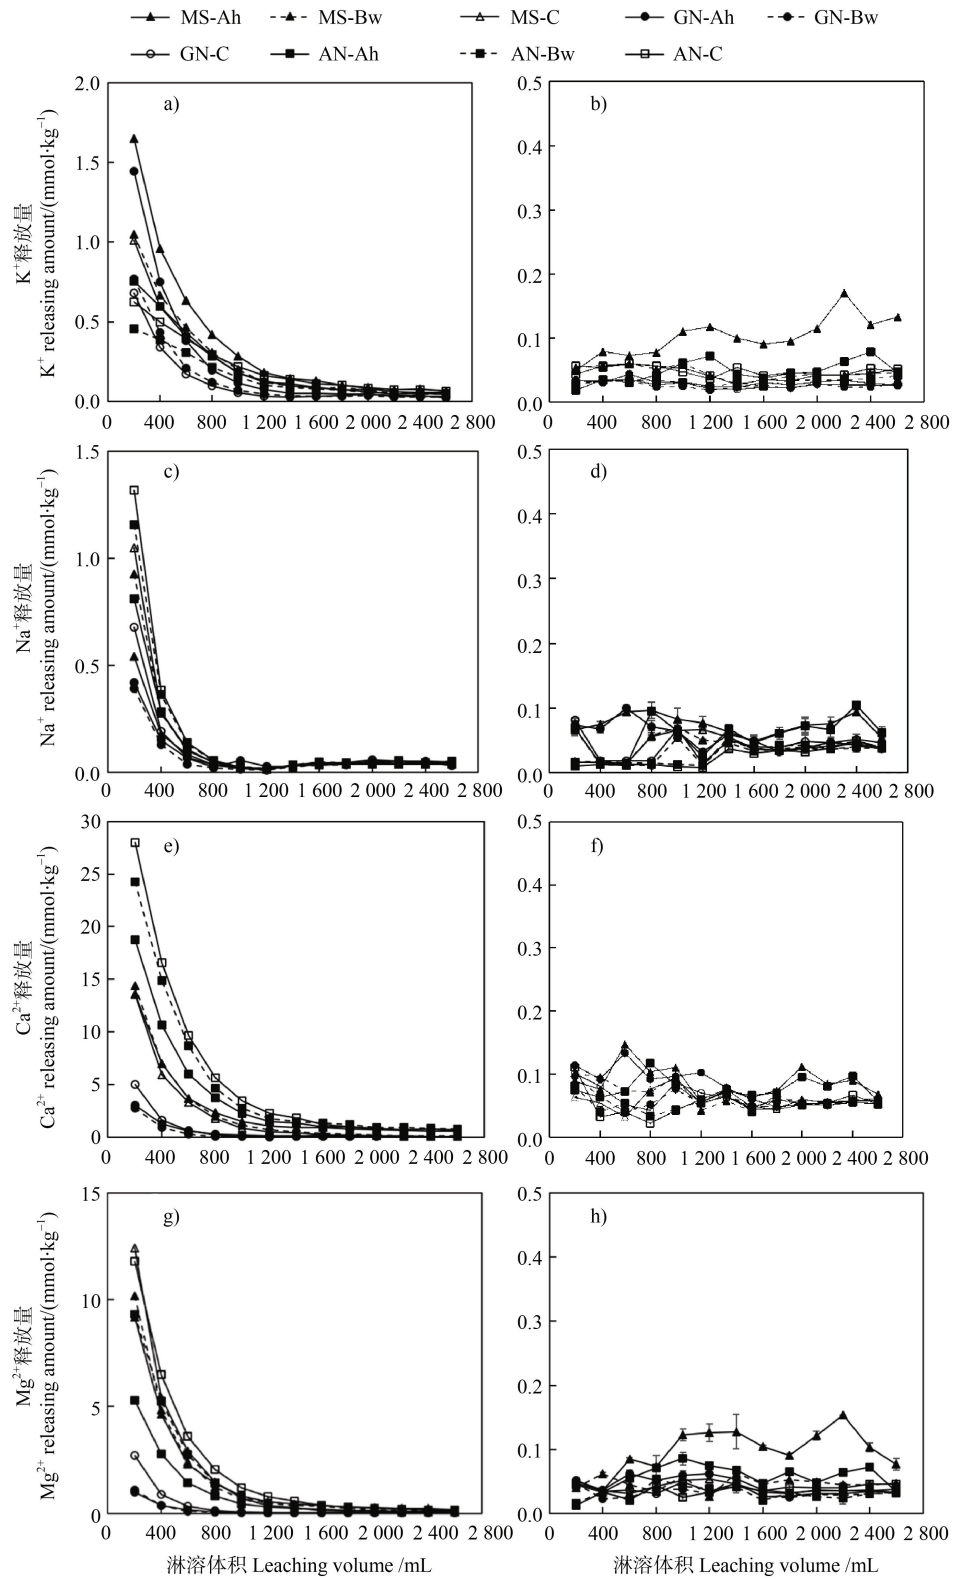 MS-Ah MS-Bw MS-C GN-Ah GN-Bw
GN-C AN-Ah AN-Bw AN-C
K⁺释放量
K⁺ releasing amount/(mmol·kg⁻¹)
a)
2.0
1.5
1.0
0.5
0.0
0 400 800 1 200 1 600 2 000 2 400 2 800
b)
0.5
0.4
0.3
0.2
0.1
0.0
0 400 800 1 200 1 600 2 000 2 400 2 800
Na⁺释放量
Na⁺ releasing amount/(mmol·kg⁻¹)
c)
1.5
1.0
0.5
0.0
0 400 800 1 200 1 600 2 000 2 400 2 800
d)
0.5
0.4
0.3
0.2
0.1
0.0
0 400 800 1 200 1 600 2 000 2 400 2 800
Ca²⁺释放量
Ca²⁺ releasing amount/(mmol·kg⁻¹)
e)
30
25
20
15
10
5
0
0 400 800 1 200 1 600 2 000 2 400 2 800
f)
0.5
0.4
0.3
0.2
0.1
0.0
0 400 800 1 200 1 600 2 000 2 400 2 800
Mg²⁺释放量
Mg²⁺ releasing amount/(mmol·kg⁻¹)
g)
15
10
5
0
0 400 800 1 200 1 600 2 000 2 400 2 800
h)
0.5
0.4
0.3
0.2
0.1
0.0
0 400 800 1 200 1 600 2 000 2 400 2 800
淋溶体积 Leaching volume /mL
淋溶体积 Leaching volume /mL